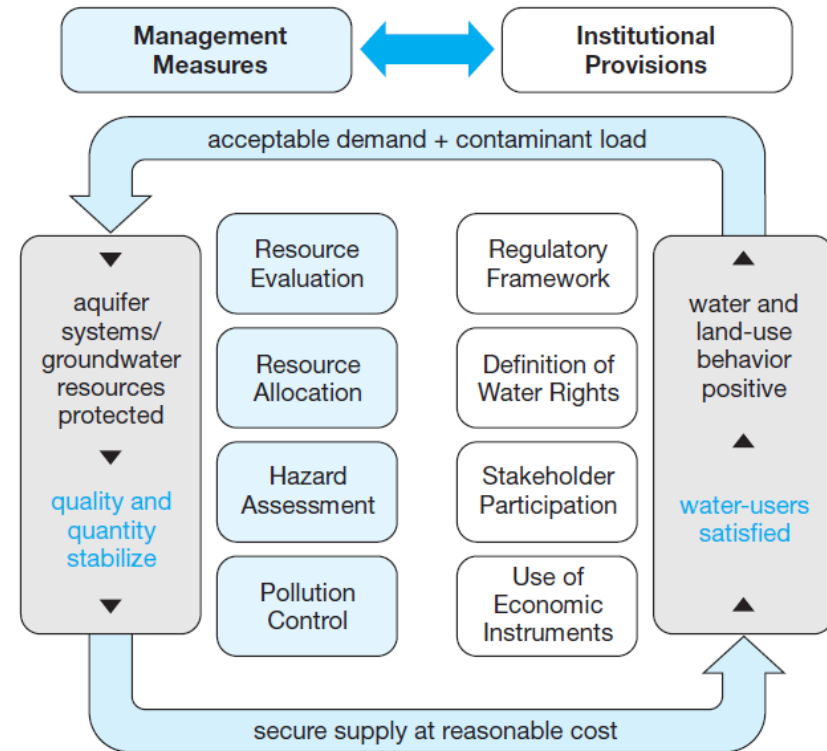 Management
Measures
Institutional
Provisions
acceptable demand + contaminant load
aquifer
systems/
groundwater
resources
protected
quality and
quantity
stabilize
Resource
Evaluation
Resource
Allocation
Hazard
Assessment
Pollution
Control
Regulatory
Framework
Definition of
Water Rights
Stakeholder
Participation
Use of
Economic
Instruments
water and
land-use
behavior
positive
water-users
satisfied
secure supply at reasonable cost